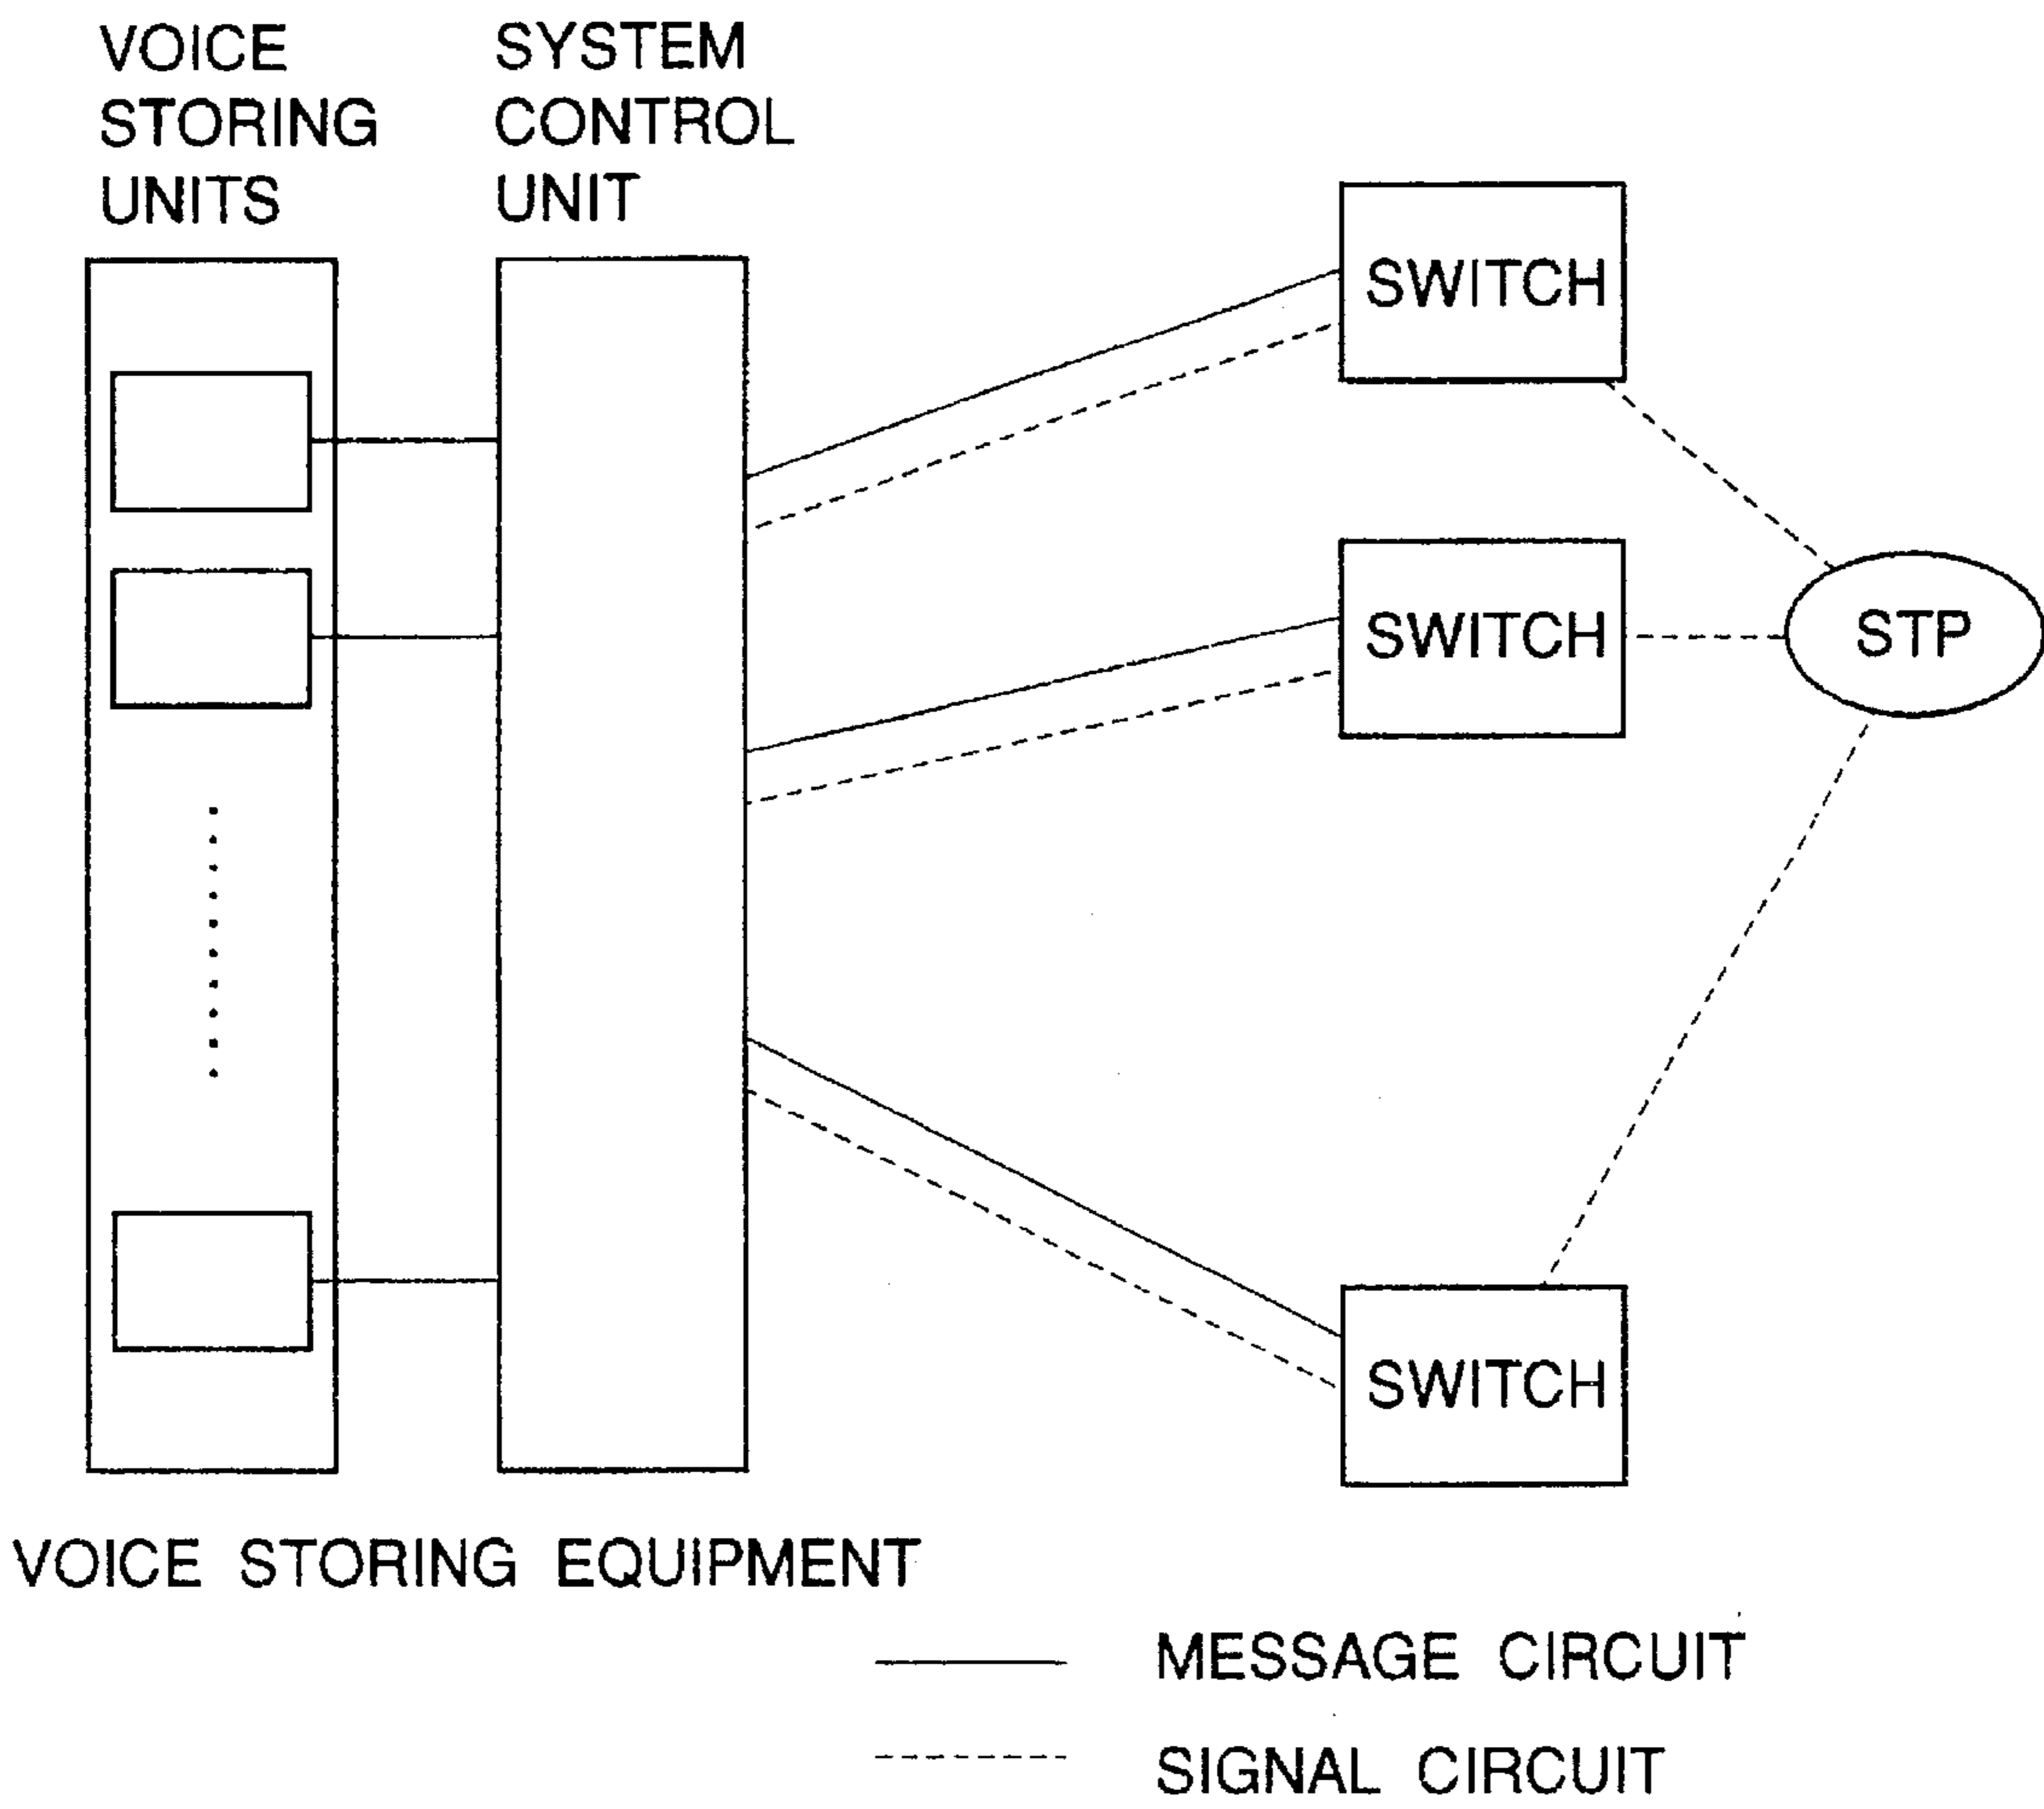 VOICE
STORING
UNITS
SYSTEM
CONTROL
UNIT
SWITCH
SWITCH
STP
SWITCH
VOICE STORING EQUIPMENT
MESSAGE CIRCUIT
SIGNAL CIRCUIT